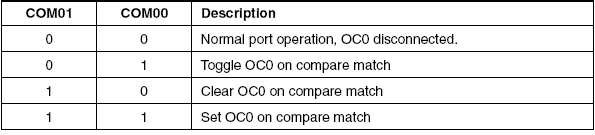 COM01 COM00 Description
0 0 Normal port operation, OC0 disconnected.
0 1 Toggle OC0 on compare match
1 0 Clear OC0 on compare match
1 1 Set OC0 on compare match